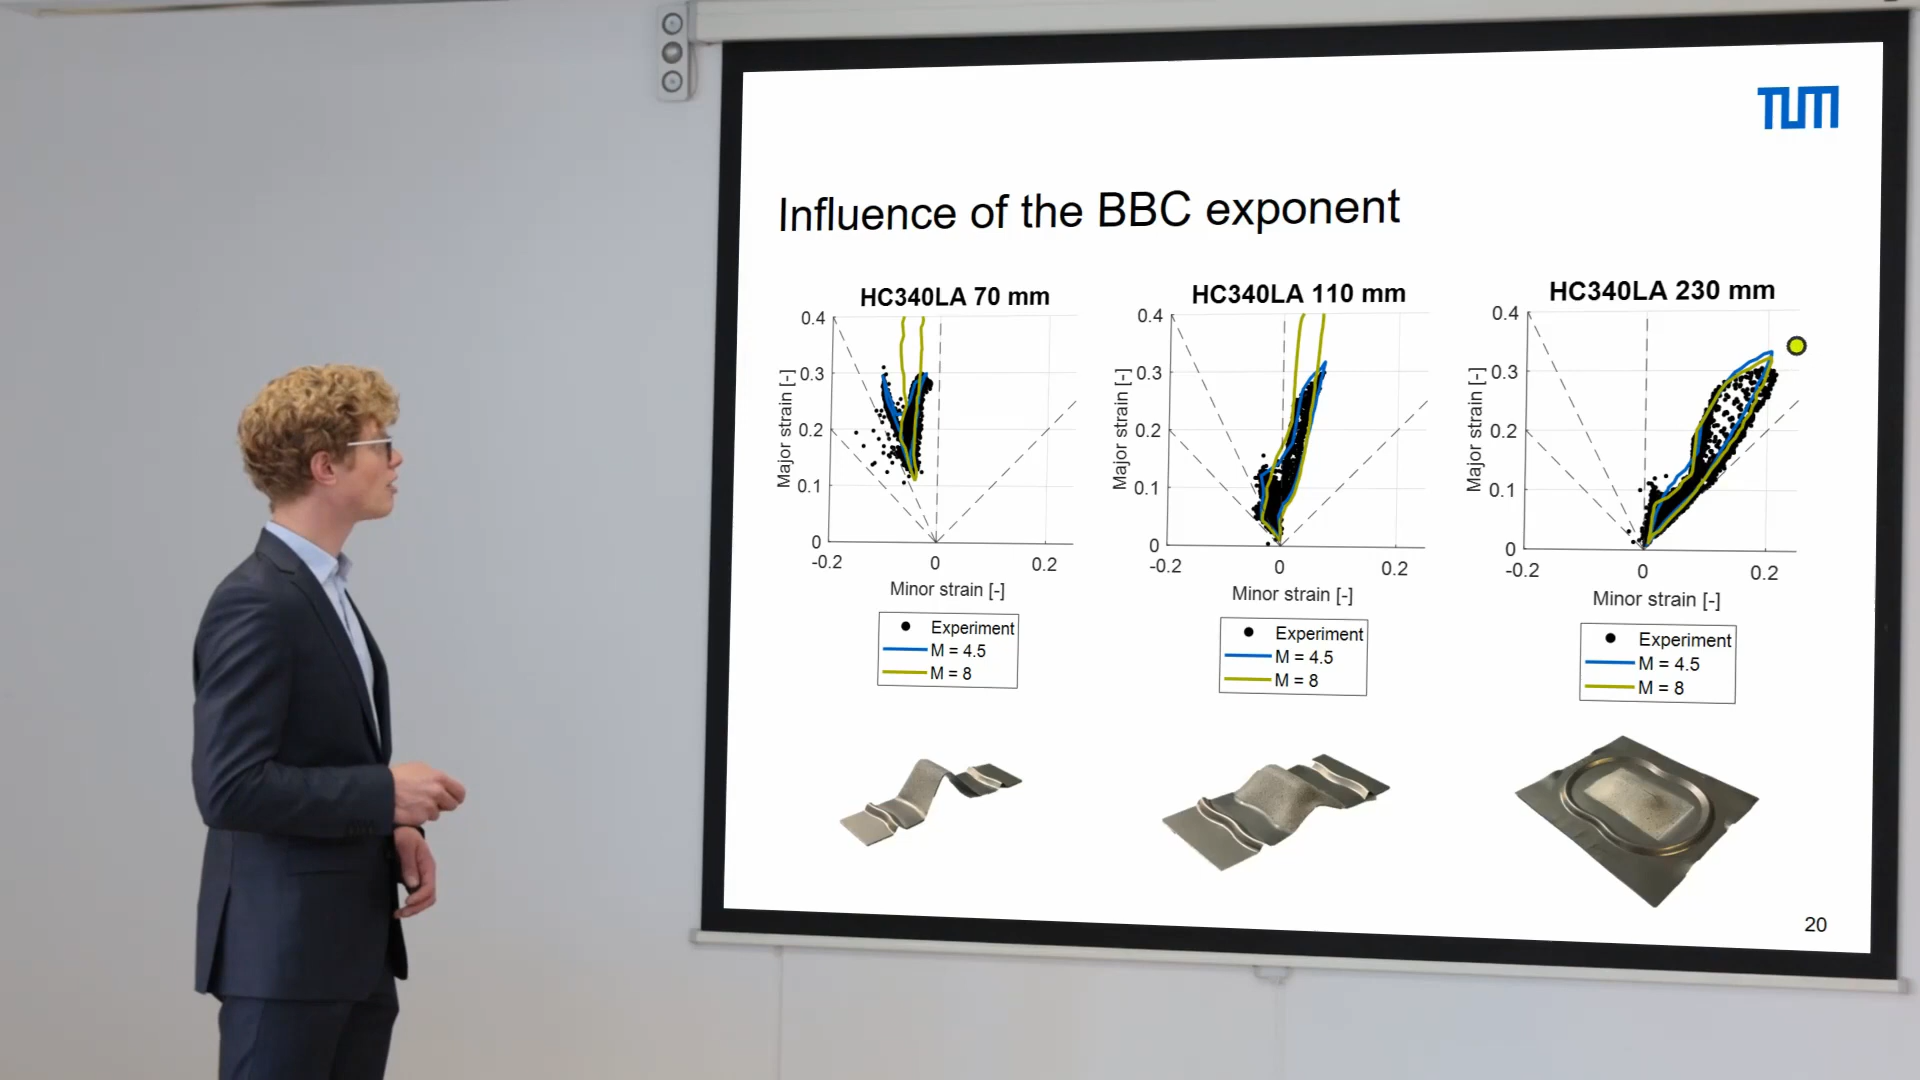 TUM
Influence of the BBC exponent
HC340LA 70 mm
0.4
0.3
0.2
0.1
0
-0.2
0
0.2
Major strain [-]
Minor strain [-]
Experiment
M = 4.5
M = 8
HC340LA 110 mm
0.4
0.3
0.2
0.1
0
-0.2
0
0.2
Major strain [-]
Minor strain [-]
Experiment
M = 4.5
M = 8
HC340LA 230 mm
0.4
0.3
0.2
0.1
0
-0.2
0
0.2
Major strain [-]
Minor strain [-]
Experiment
M = 4.5
M = 8
20